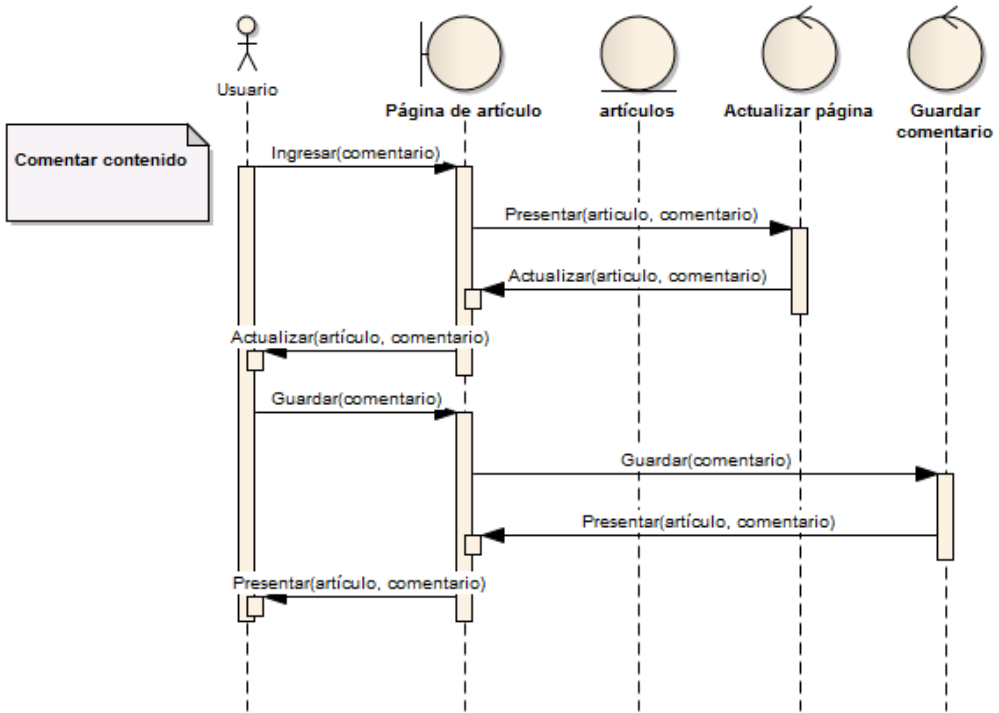 Usuario
Página de artículo
artículos
Actualizar página
Guardar
comentario
Comentar contenido
Ingresar(comentario)
Presentar(articulo, comentario)
Actualizar(articulo, comentario)
Actualizar(artículo, comentario)
Guardar(comentario)
Guardar(comentario)
Presentar(artículo, comentario)
Presentar(artículo, comentario)